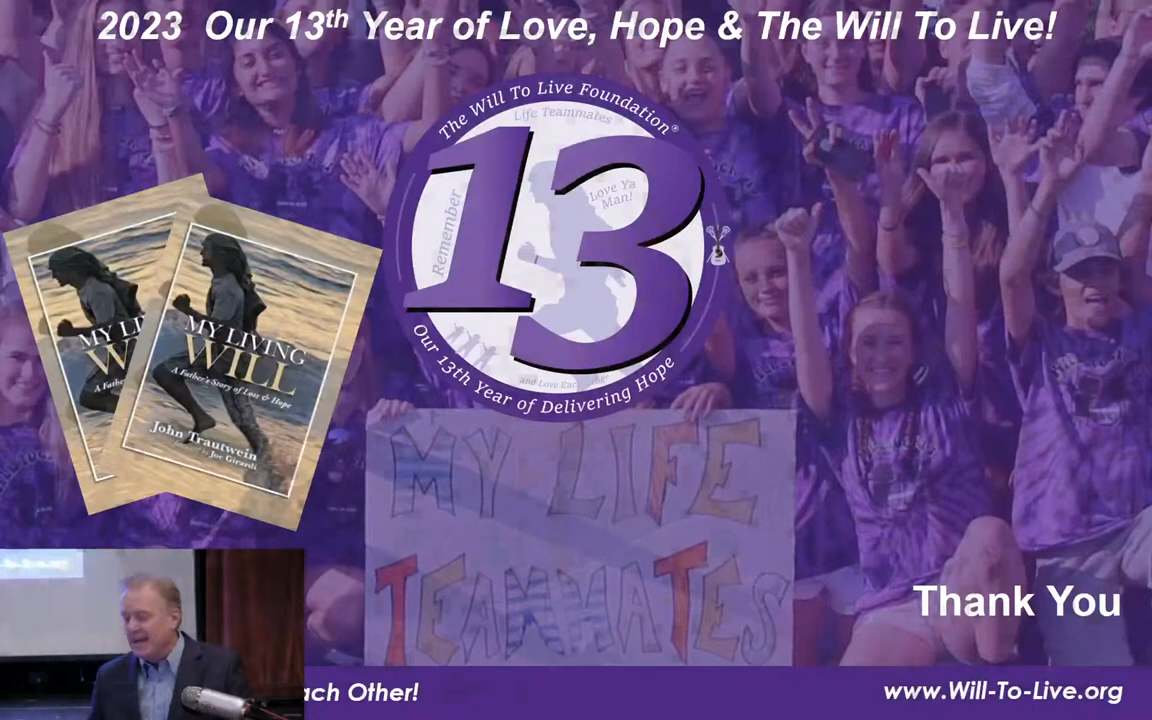 2023 Our 13th Year of Love, Hope & The Will To Live!
The Will To Live Foundation®
Life Teammates
13
Remember
Love Ya
Man!
and Love Each Other
Our 13th Year of Delivering Hope
MY LI
W
A Fathe
MY LIVING
WILL
A Father's Story of Loss & Hope
John Trautwein
Joe Girardi
MY LIFE
TEAMMATES
Thank You
ach Other!
www.Will-To-Live.org